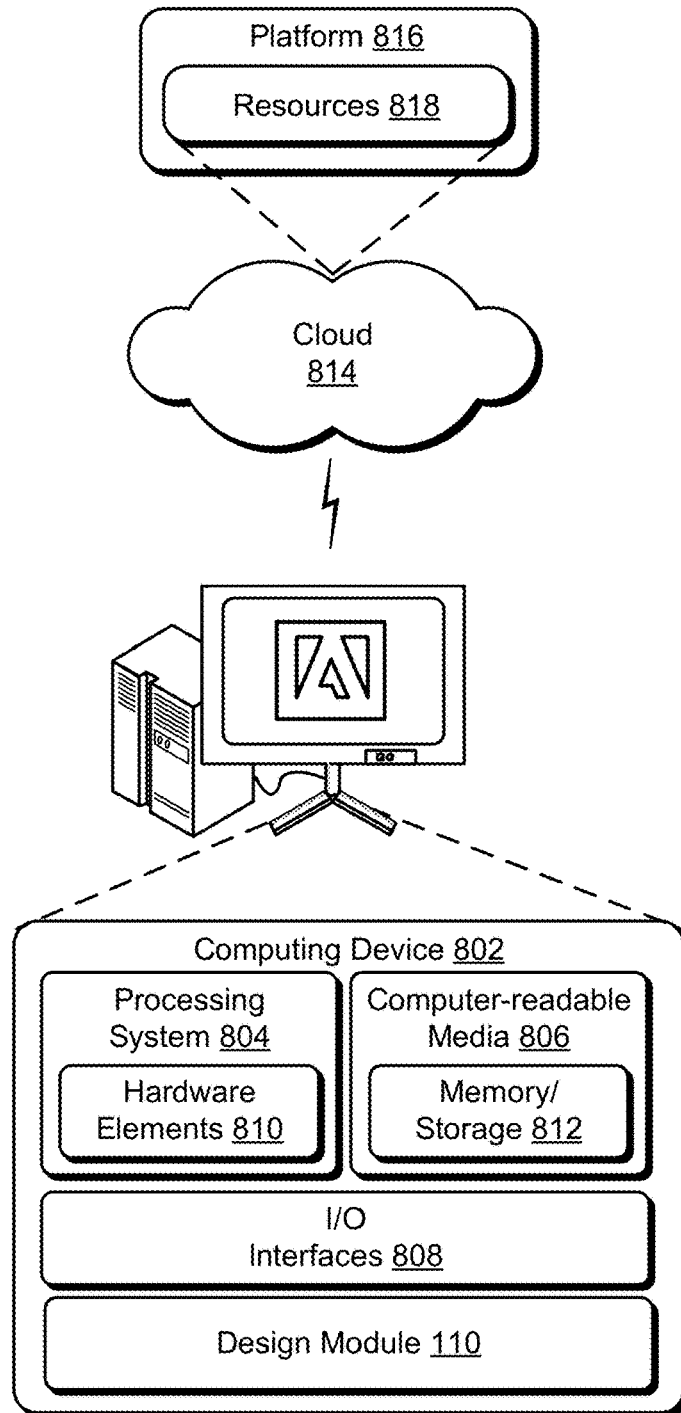 Platform 816
Resources 818
Cloud
814
Computing Device 802
Processing
System 804
Hardware
Elements 810
Computer-readable
Media 806
Memory/
Storage 812
I/O
Interfaces 808
Design Module 110